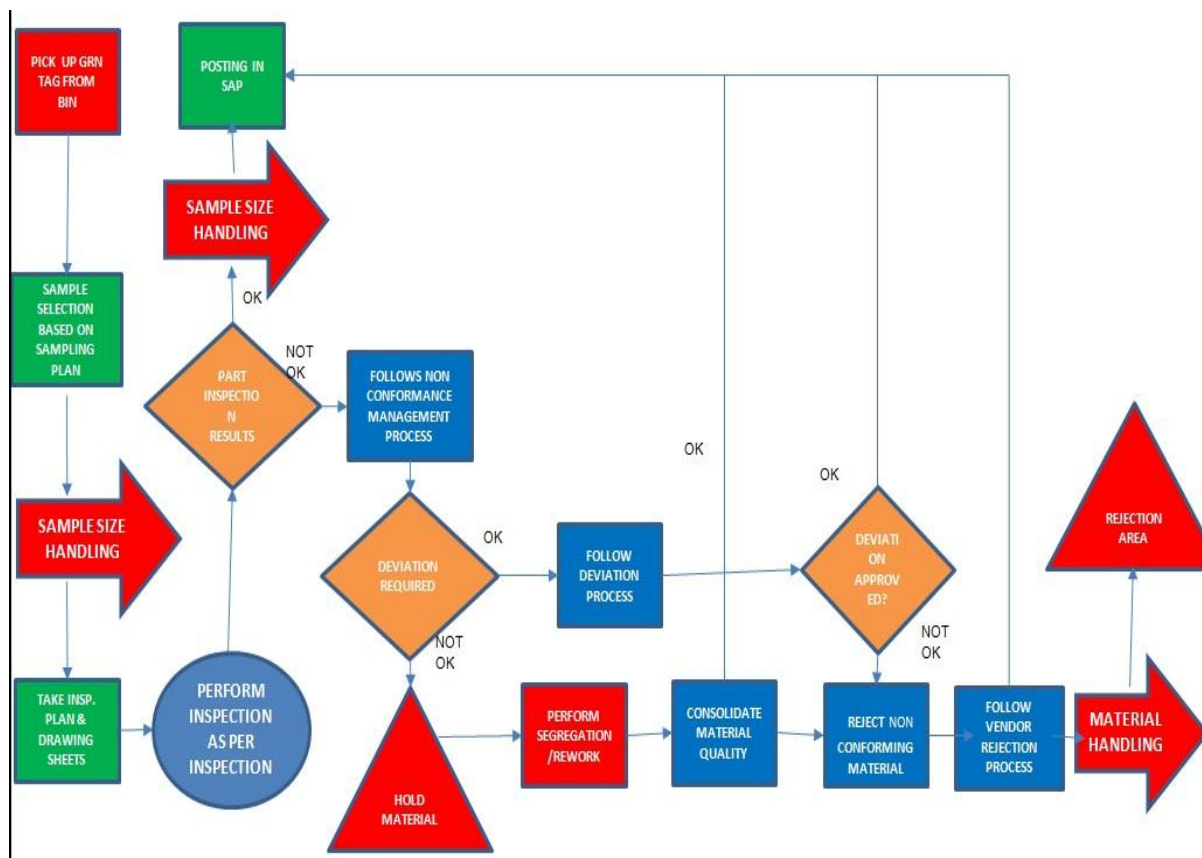 PICK UP GRN
TAG FROM
BIN
POSTING IN
SAP
SAMPLE SIZE
HANDLING
SAMPLE
SELECTION
BASED ON
SAMPLING
PLAN
OK
NOT
OK
PART
INSPECTIO
N
RESULTS
FOLLOWS NON
CONFORMANCE
MANAGEMENT
PROCESS
OK
OK
SAMPLE SIZE
HANDLING
DEVIATION
REQUIRED
OK
FOLLOW
DEVIATION
PROCESS
DEVIATI
ON
APPROV
ED?
REJECTION
AREA
NOT
OK
NOT
OK
TAKE INSP.
PLAN &
DRAWING
SHEETS
PERFORM
INSPECTION
AS PER
INSPECTION
HOLD
MATERIAL
PERFORM
SEGREGATION
/REWORK
CONSOLIDATE
MATERIAL
QUALITY
REJECT NON
CONFORMING
MATERIAL
FOLLOW
VENDOR
REJECTION
PROCESS
MATERIAL
HANDLING